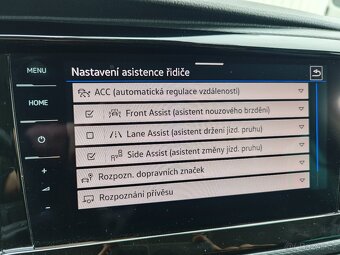 MENU
Nastavení asistence řidiče
ACC (automatická regulace vzdálenosti)
HOME
Front Assist (asistent nouzového brzdění)
Lane Assist (asistent držení jízd. pruhu)
Side Assist (asistent změny jízd. pruhu)
Rozpozn. dopravních značek
Rozpoznání přívěsu